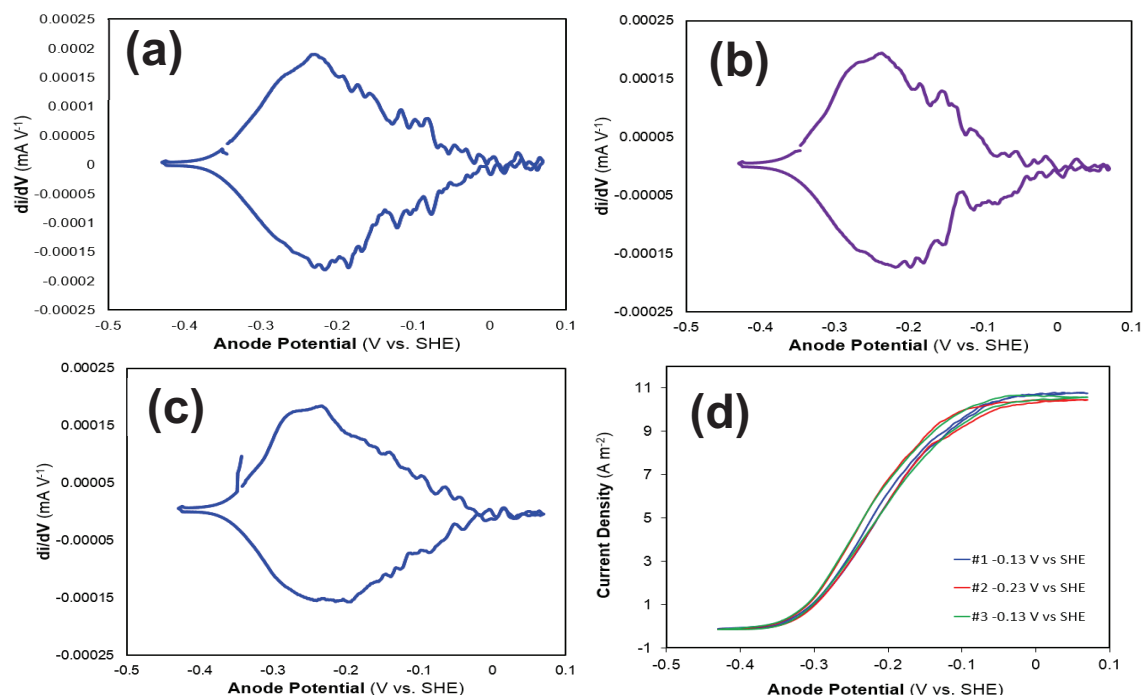 (a)
0.00025
0.0002
0.00015
0.0001
0.00005
0
-0.00005
-0.0001
-0.00015
-0.0002
-0.00025
di/dV (mA V-1)
-0.5 -0.4 -0.3 -0.2 -0.1 0 0.1
Anode Potential (V vs. SHE)
(b)
0.00025
0.00015
0.00005
-0.00005
-0.00015
-0.00025
di/dV (mA V-1)
-0.5 -0.4 -0.3 -0.2 -0.1 0 0.1
Anode Potential (V vs. SHE)
(c)
0.00025
0.00015
0.00005
-0.00005
-0.00015
-0.00025
di/dV (mA V-1)
-0.5 -0.4 -0.3 -0.2 -0.1 0 0.1
Anode Potential (V vs. SHE)
(d)
11
9
7
5
3
1
-1
Current Density (A m-2)
#1 -0.13 V vs SHE
#2 -0.23 V vs SHE
#3 -0.13 V vs SHE
-0.5 -0.4 -0.3 -0.2 -0.1 0 0.1
Anode Potential (V vs. SHE)